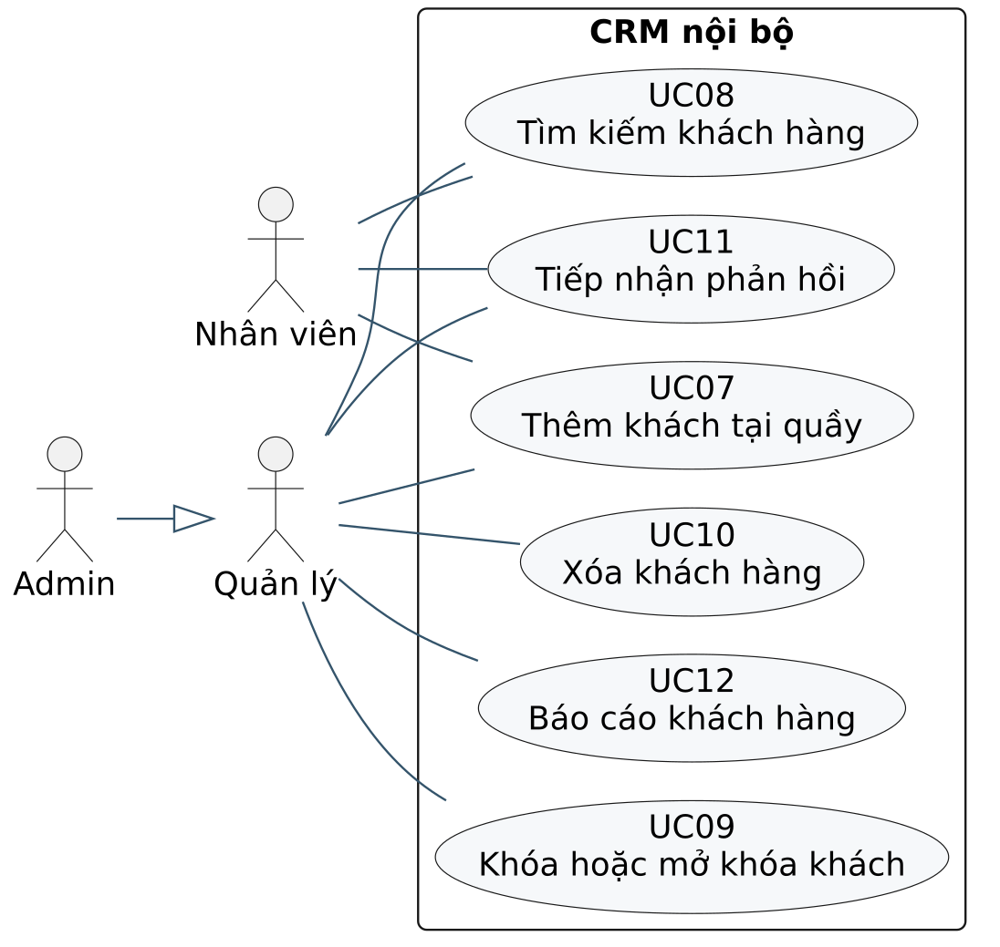 CRM nội bộ
UC08
Tìm kiếm khách hàng
UC11
Tiếp nhận phản hồi
Nhân viên
UC07
Thêm khách tại quầy
UC10
Xóa khách hàng
Admin
Quản lý
UC12
Báo cáo khách hàng
UC09
Khóa hoặc mở khóa khách